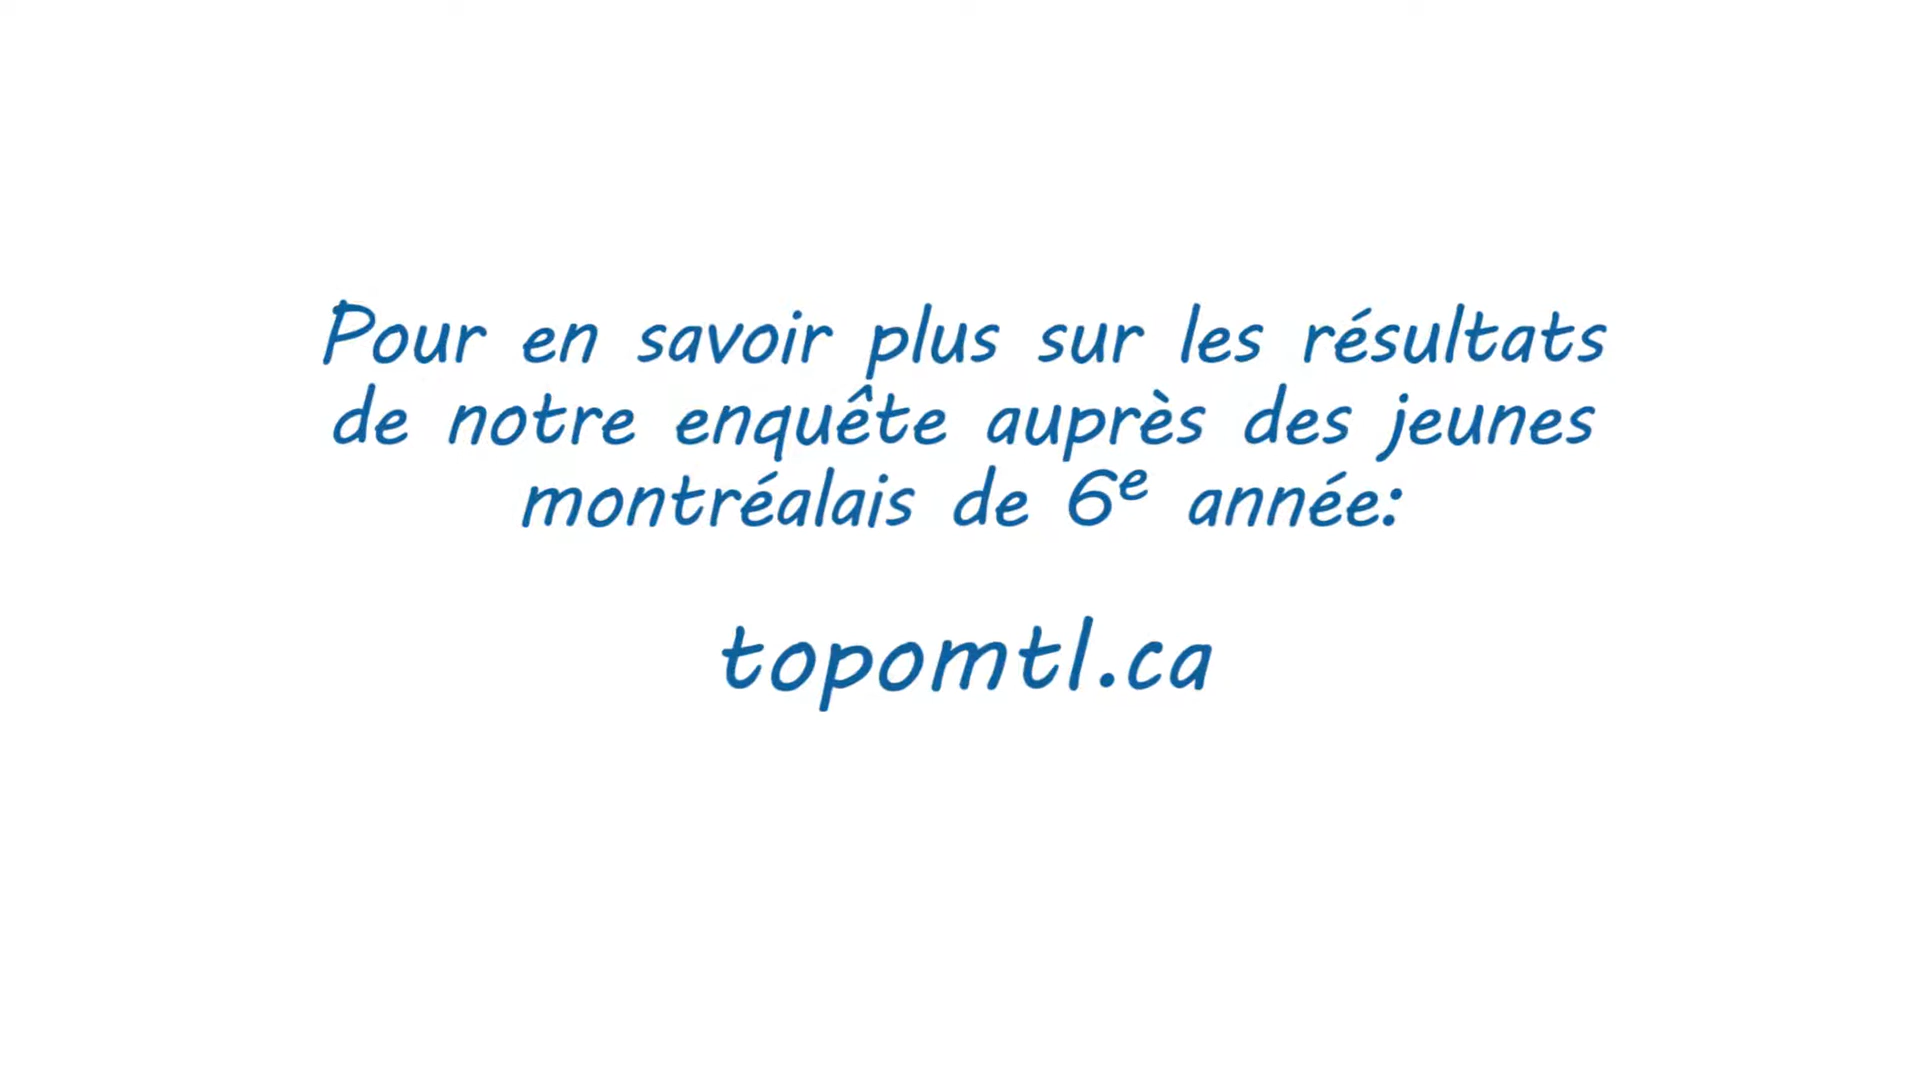 Pour en savoir plus sur les résultats
de notre enquête auprès des jeunes
montréalais de 6e année:
topomtl.ca